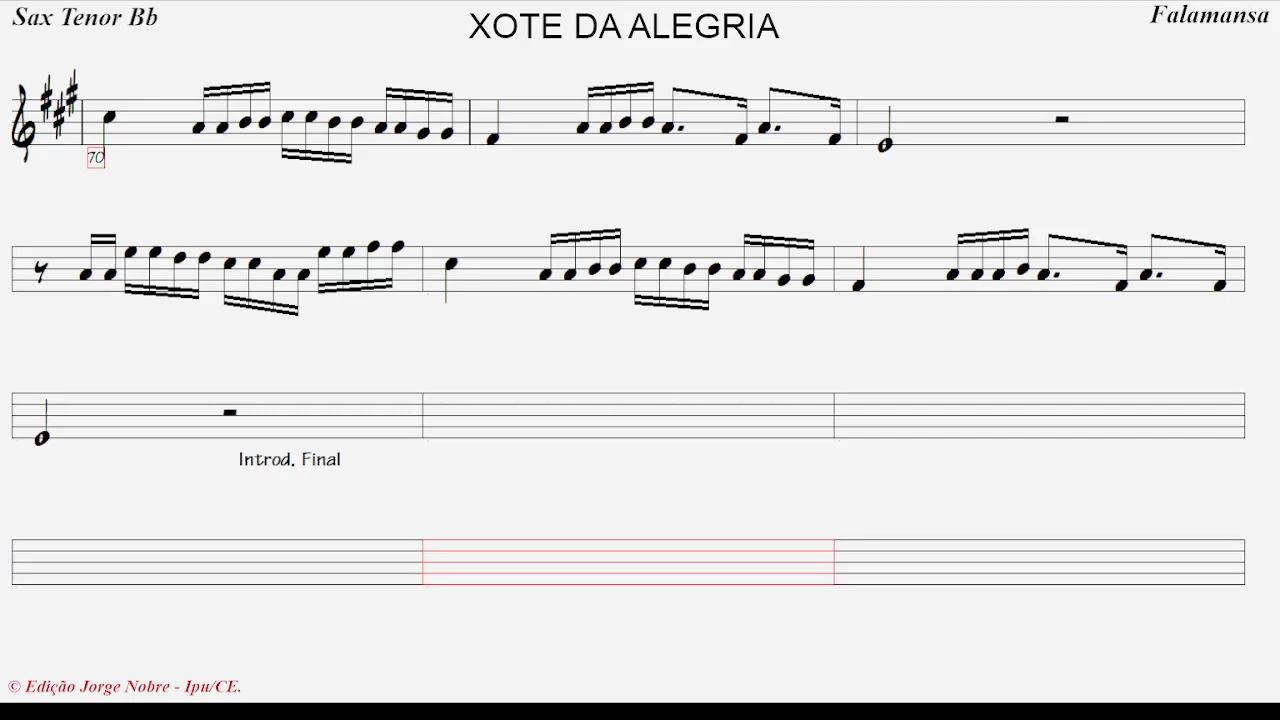 Sax Tenor Bb
XOTE DA ALEGRIA
Falamansa
70
Introd. Final
© Edição Jorge Nobre - Ipu/CE.